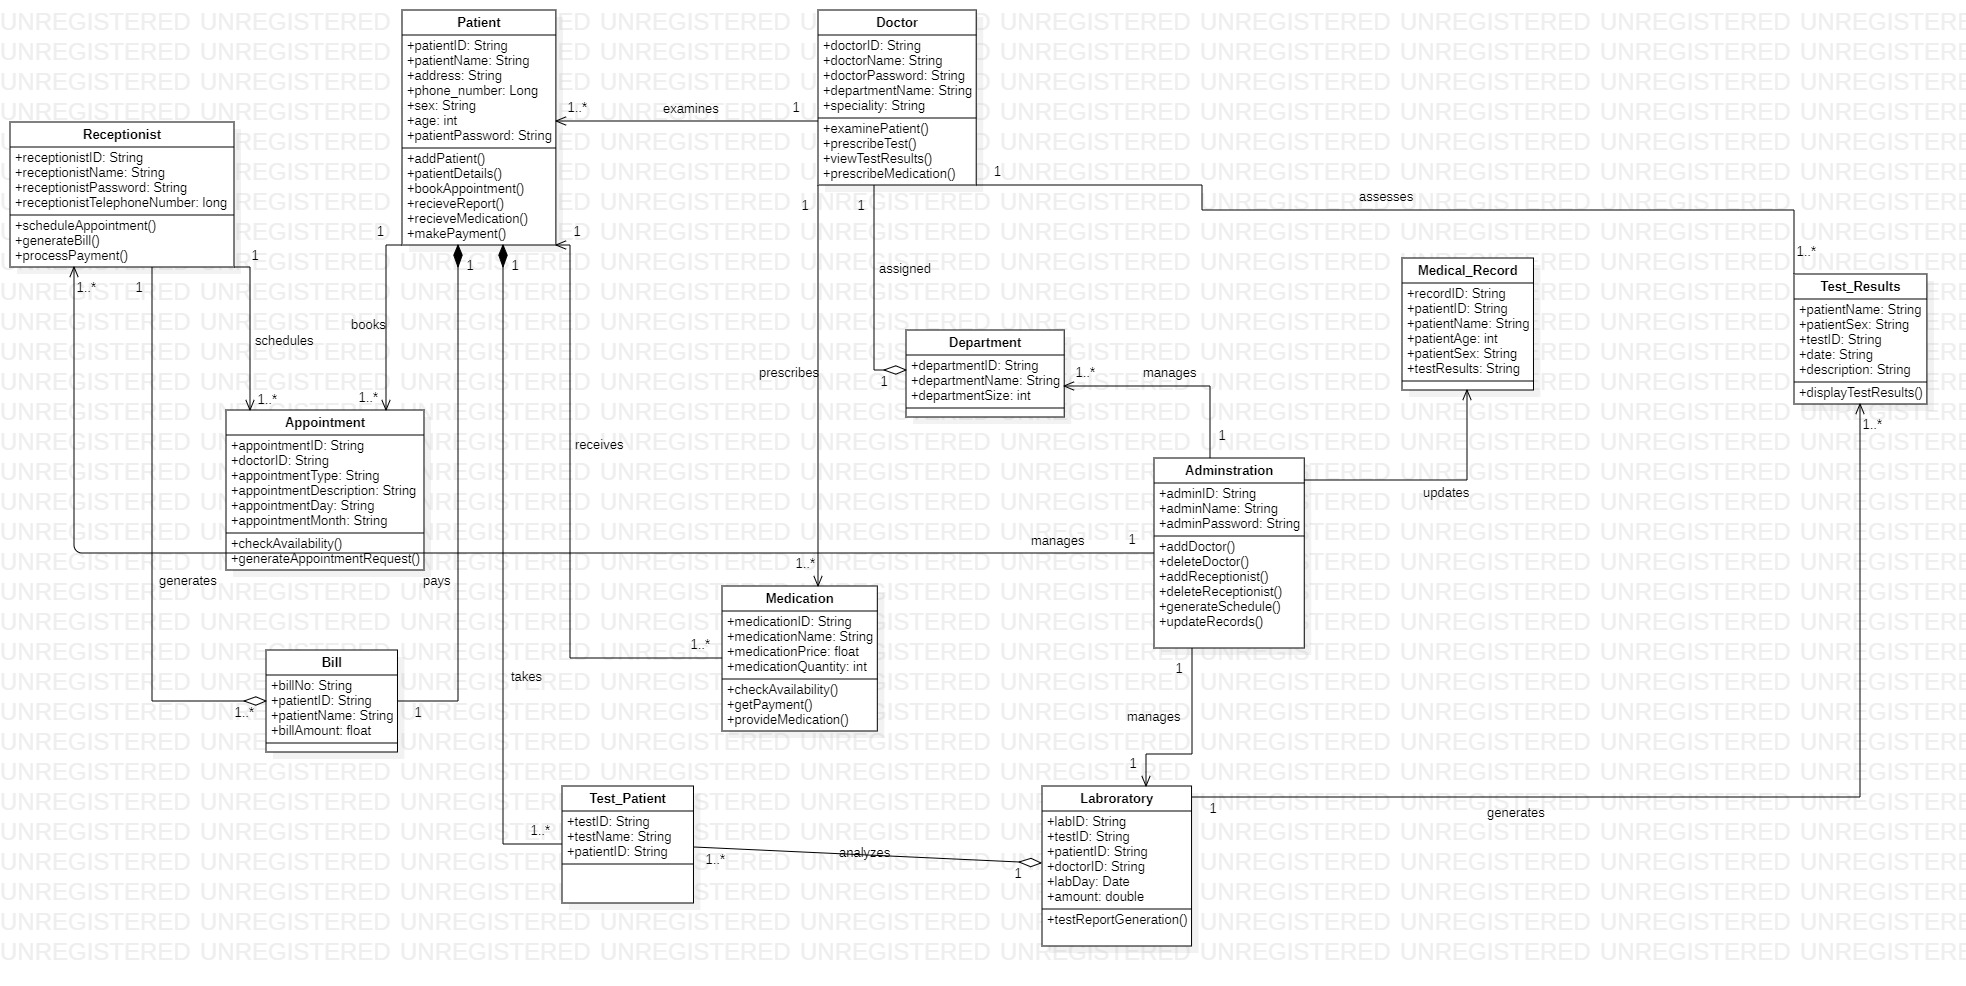 Patient
+patientID: String
+patientName: String
+address: String
+phone_number: Long
+sex: String
+age: int
+patientPassword: String
+addPatient()
+patientDetails()
+bookAppointment()
+recieveReport()
+recieveMedication()
+makePayment()
Doctor
+doctorID: String
+doctorName: String
+doctorPassword: String
+departmentName: String
+speciality: String
+examinePatient()
+prescribeTest()
+viewTestResults()
+prescribeMedication()
1..*
examines
1
Receptionist
+receptionistID: String
+receptionistName: String
+receptionistPassword: String
+receptionistTelephoneNumber: long
+scheduleAppointment()
+generateBill()
+processPayment()
1
assesses
1..*
1
1
1
1
1
1
1
1..*
1
schedules
books
assigned
1..*
1..*
Medical_Record
+recordID: String
+patientID: String
+patientName: String
+patientAge: int
+patientSex: String
+testResults: String
Test_Results
+patientName: String
+patientSex: String
+testID: String
+date: String
+description: String
+displayTestResults()
1..*
Department
+departmentID: String
+departmentName: String
+departmentSize: int
1
1..*
manages
1
prescribes
receives
Appointment
+appointmentID: String
+doctorID: String
+appointmentType: String
+appointmentDescription: String
+appointmentDay: String
+appointmentMonth: String
+checkAvailability()
+generateAppointmentRequest()
Adminstration
+adminID: String
+adminName: String
+adminPassword: String
+addDoctor()
+deleteDoctor()
+addReceptionist()
+deleteReceptionist()
+generateSchedule()
+updateRecords()
updates
manages
1
1..*
generates
pays
Medication
+medicationID: String
+medicationName: String
+medicationPrice: float
+medicationQuantity: int
+checkAvailability()
+getPayment()
+provideMedication()
1..*
Bill
+billNo: String
+patientID: String
+patientName: String
+billAmount: float
1..*
1
takes
1
manages
1
Test_Patient
+testID: String
+testName: String
+patientID: String
1..*
1..*
analyzes
1
Labroratory
+labID: String
+testID: String
+patientID: String
+doctorID: String
+labDay: Date
+amount: double
+testReportGeneration()
1
generates
UNREGISTERED